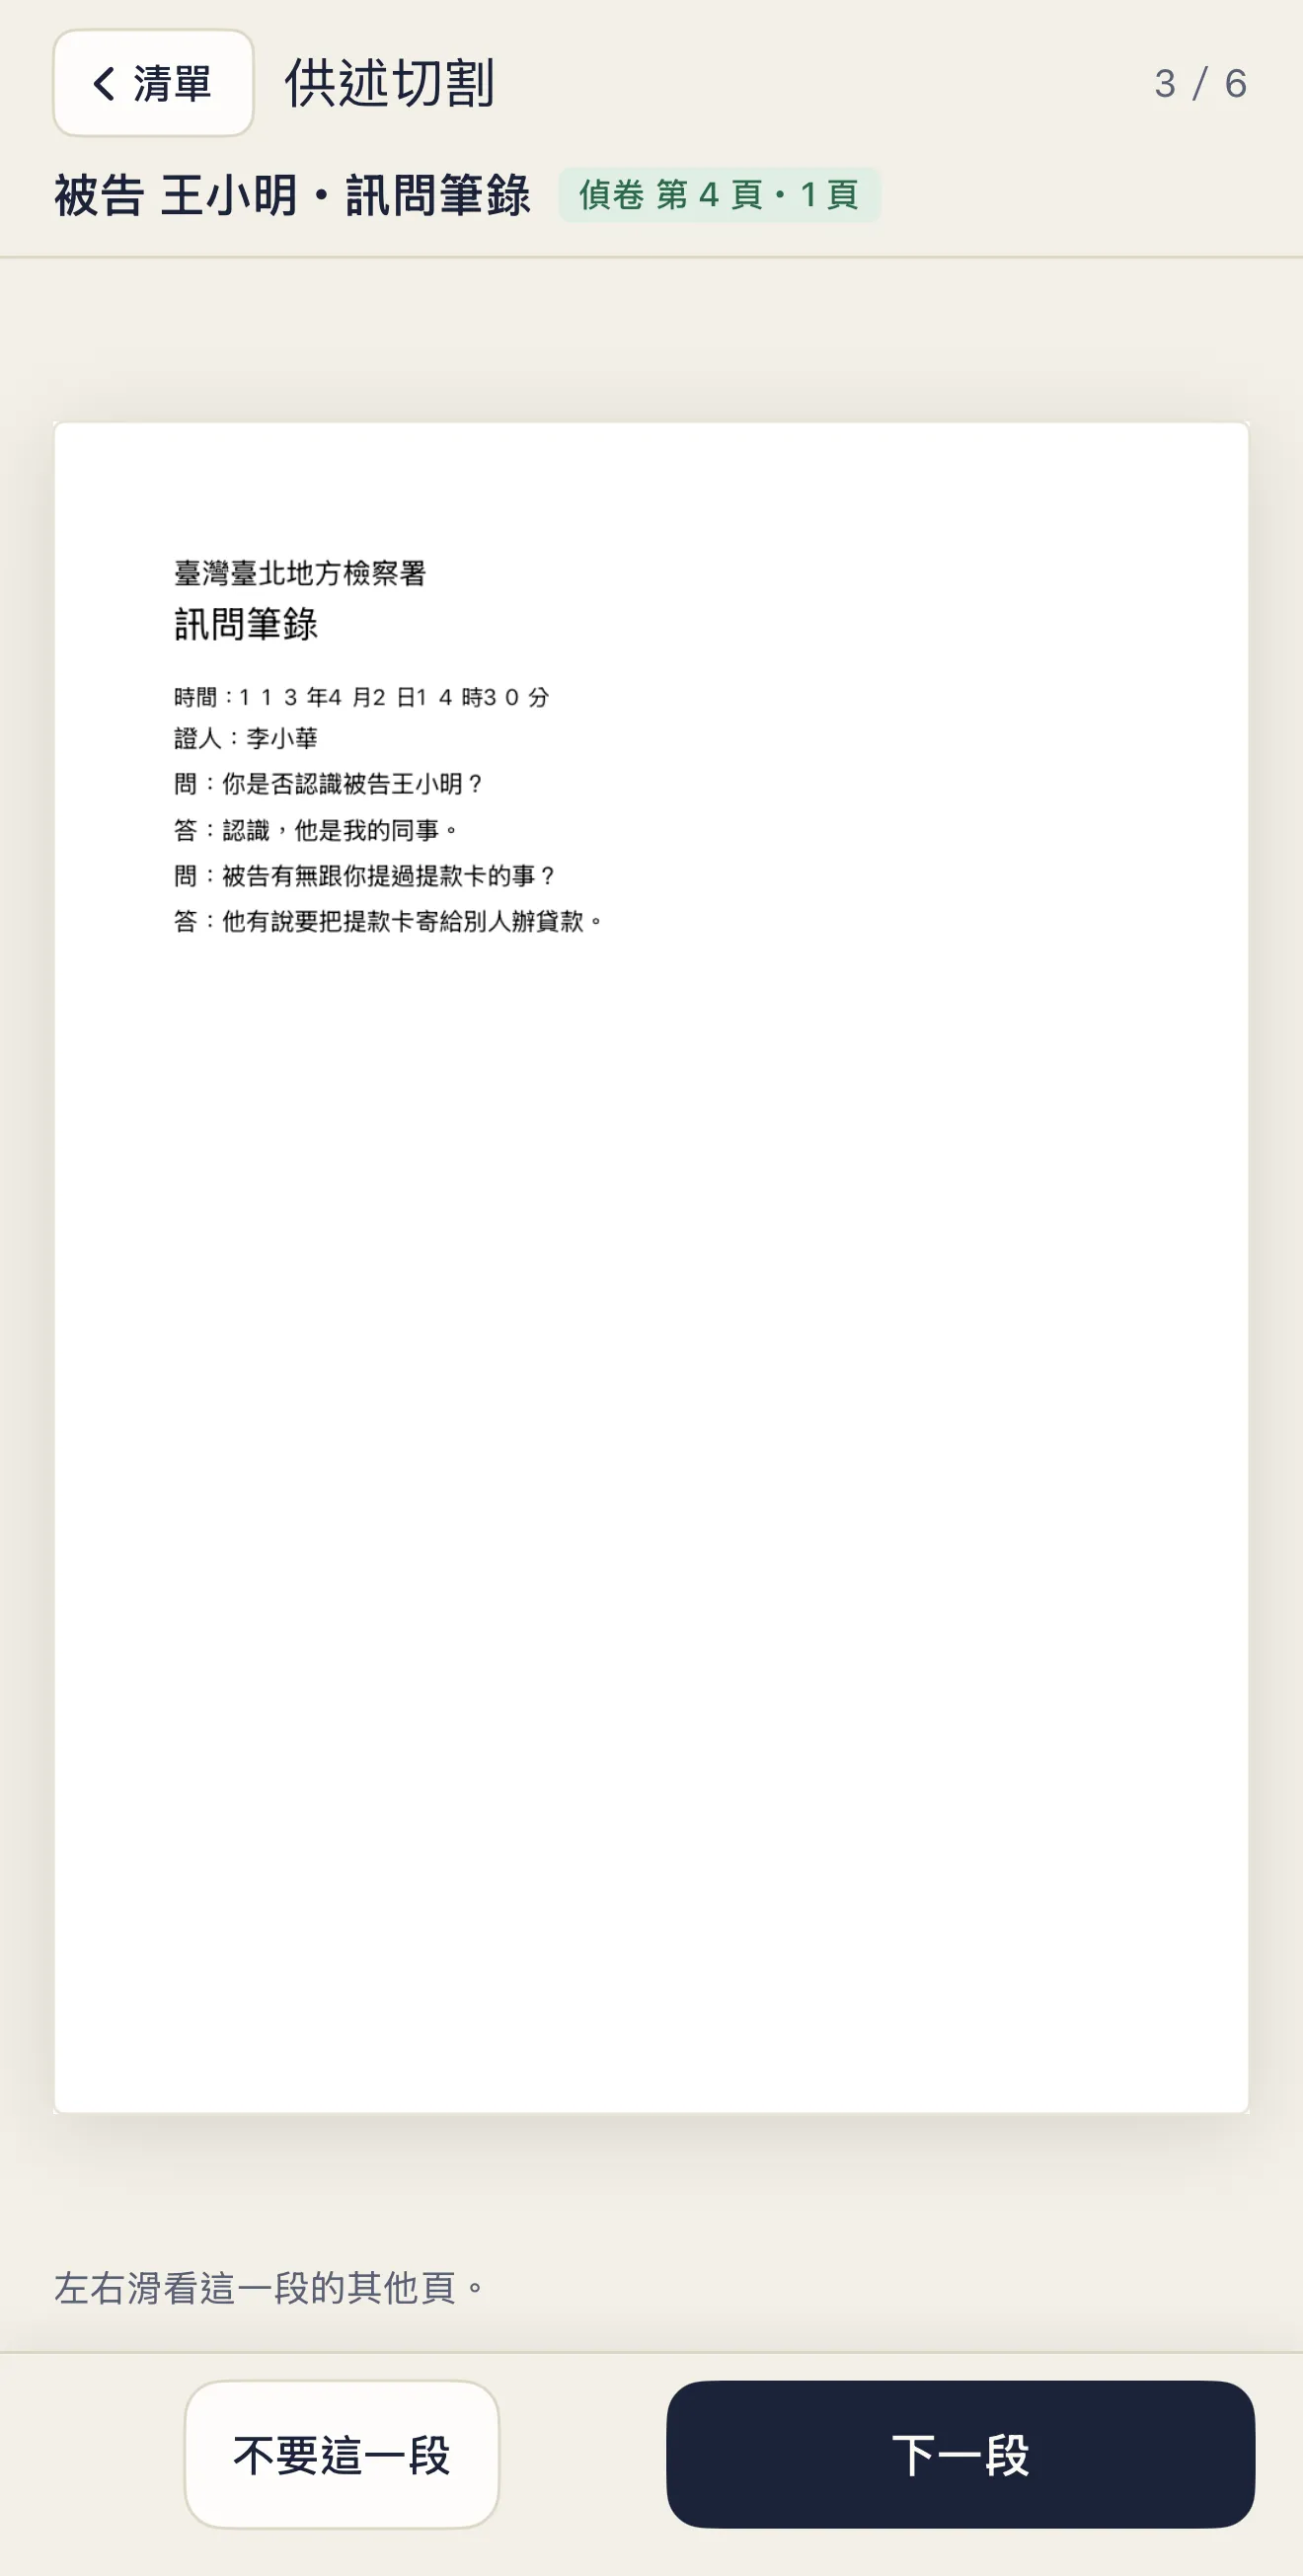 清單 供述切割 3 / 6
被告 王小明・訊問筆錄 偵卷 第 4 頁・1 頁
臺灣臺北地方檢察署
訊問筆錄
時間：1 1 3 年4 月2 日1 4 時3 0 分
證人：李小華
問：你是否認識被告王小明？
答：認識，他是我的同事。
問：被告有無跟你提過提款卡的事？
答：他有說要把提款卡寄給別人辦貸款。
左右滑看這一段的其他頁。
不要這一段 下一段